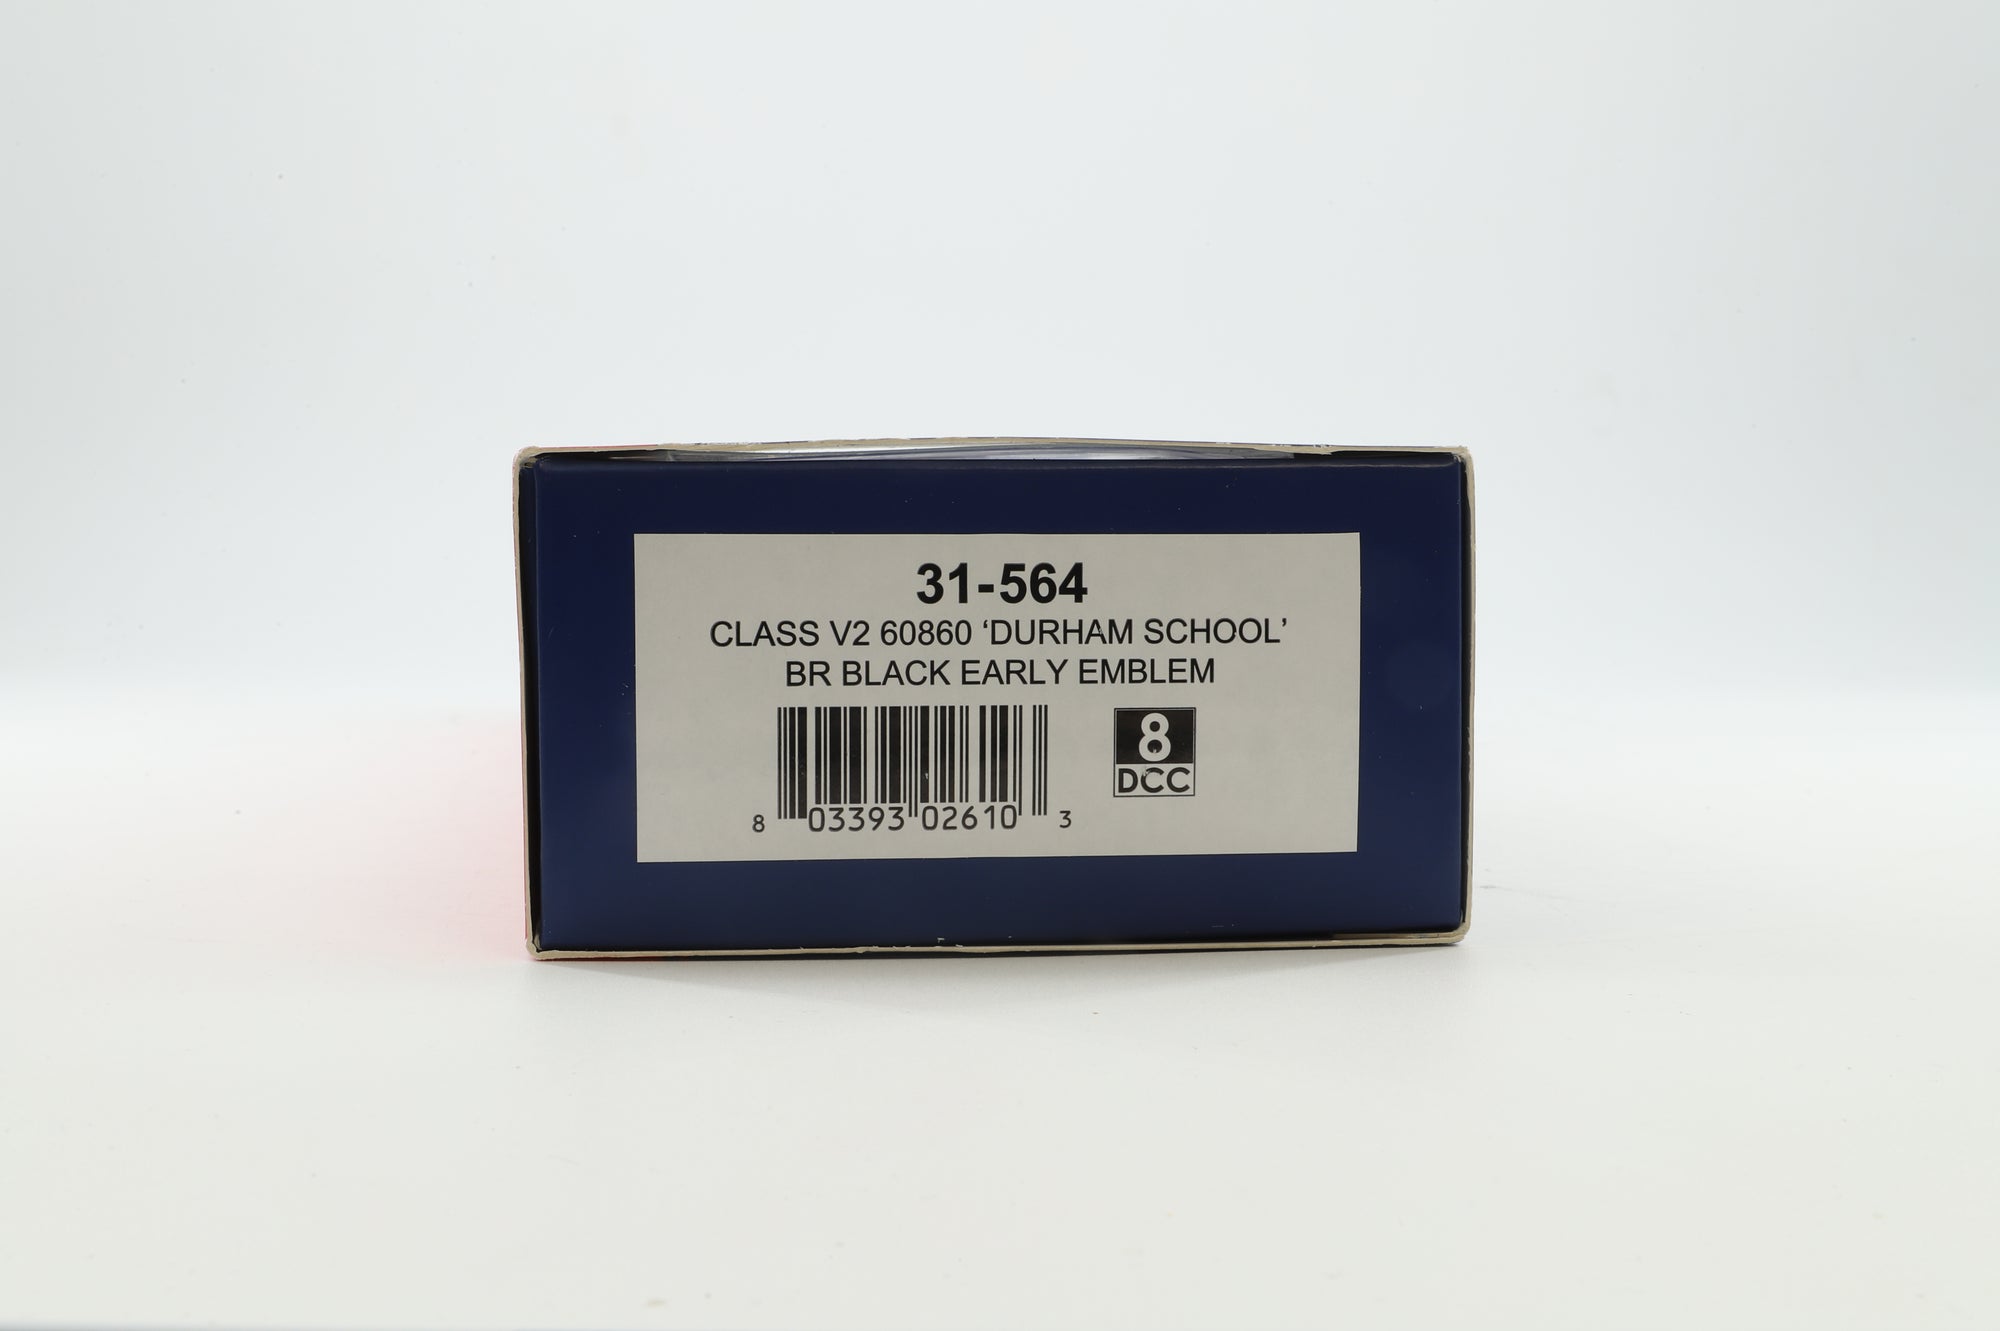 31-564
CLASS V2 60860 ‘DURHAM SCHOOL’
BR BLACK EARLY EMBLEM
8 03393 02610 3
8
DCC